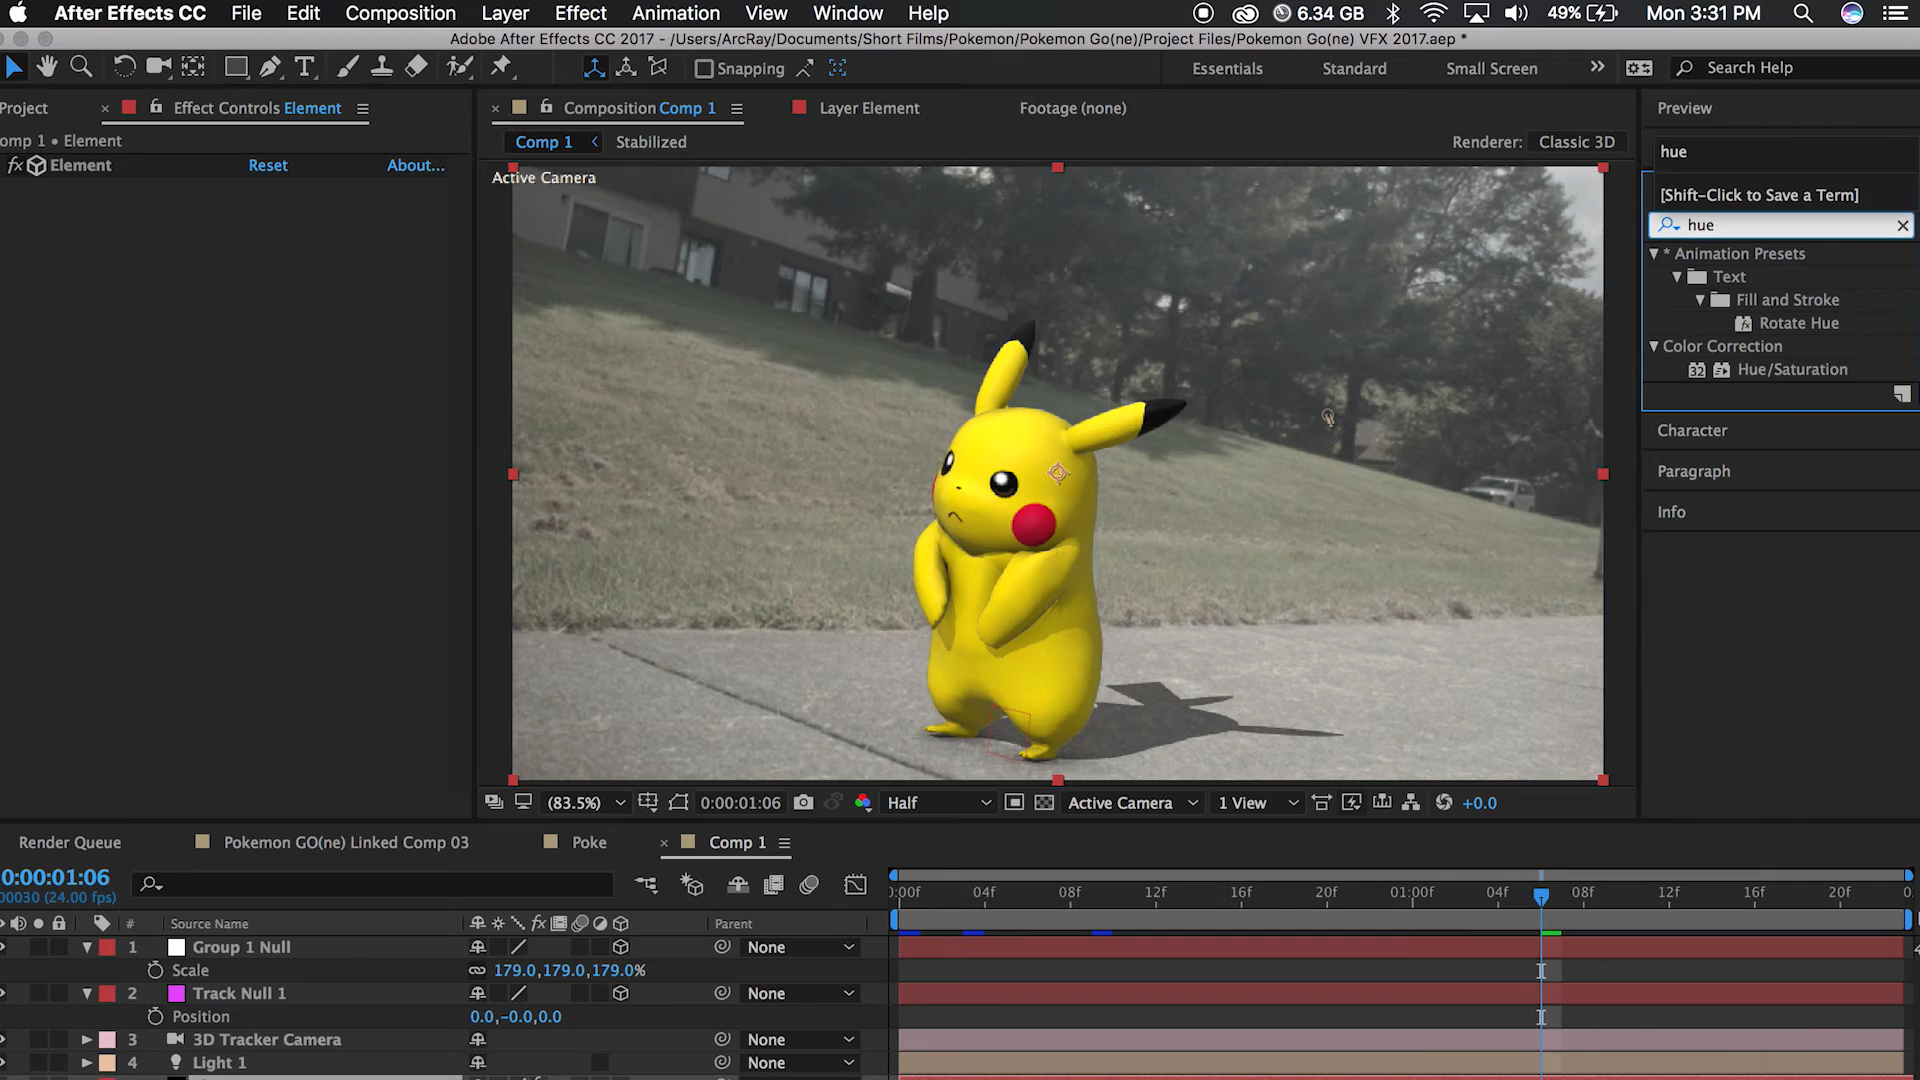 After Effects CC File Edit Composition Layer Effect Animation View Window Help 6.34 GB 49% Mon 3:31 PM
Adobe After Effects CC 2017 - /Users/ArcRay/Documents/Short Films/Pokemon/Pokemon Go(ne)/Project Files/Pokemon Go(ne) VFX 2017.aep *
T Snapping Essentials Standard Small Screen Search Help
Project Effect Controls Element Composition Comp 1 Layer Element Footage (none) Preview
omp 1 • Element Comp 1 Stabilized Renderer: Classic 3D
fx Element Reset About...
Active Camera
hue
[Shift-Click to Save a Term]
hue
* Animation Presets
Text
Fill and Stroke
Rotate Hue
Color Correction
32 Hue/Saturation
Character
Paragraph
Info
(83.5%) 0:00:01:06 Half Active Camera 1 View +0.0
Render Queue Pokemon GO(ne) Linked Comp 03 Poke Comp 1
0:00:01:06
00030 (24.00 fps)
0:00f 04f 08f 12f 16f 20f 01:00f 04f 08f 12f 16f 20f
# Source Name fx Parent
1 Group 1 Null None
Scale 179.0,179.0,179.0%
2 Track Null 1 None
Position 0.0,-0.0,0.0
3 3D Tracker Camera None
4 Light 1 None